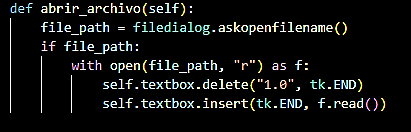 def abrir_archivo(self):
    file_path = filedialog.askopenfilename()
    if file_path:
        with open(file_path, "r") as f:
            self.textbox.delete("1.0", tk.END)
            self.textbox.insert(tk.END, f.read())